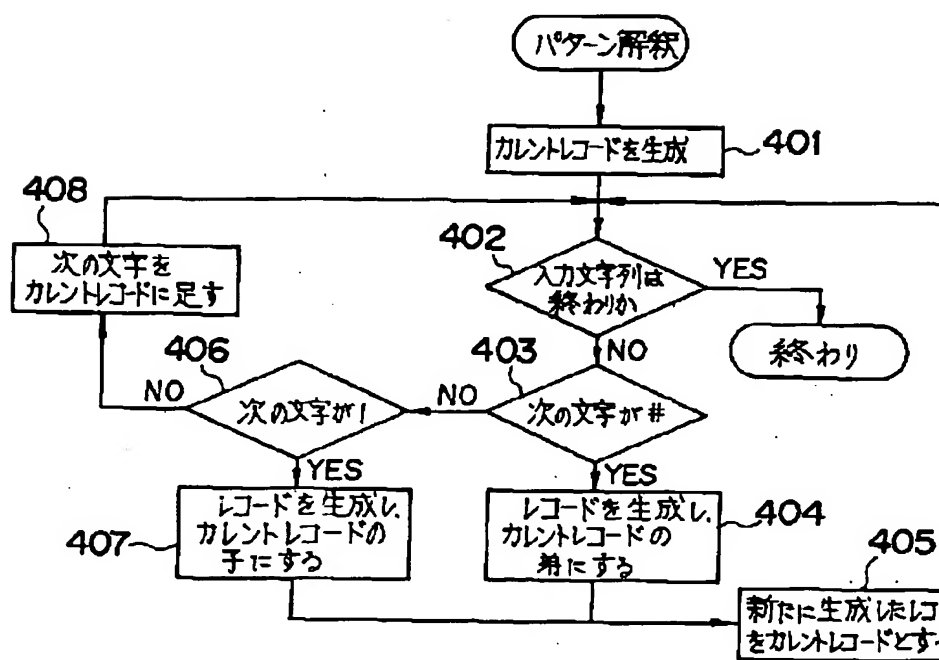 パターン解釈
カレントレコードを生成
401
408
次の文字を
カレントレコードに足す
402
入力文字列は
終わりか
YES
終わり
NO
403
次の文字が#
NO
406
次の文字が|
NO
YES
YES
407
レコードを生成し、
カレントレコードの
子にする
レコードを生成し、
カレントレコードの
弟にする
404
405
新たに生成したレコ
をカレントレコードとす